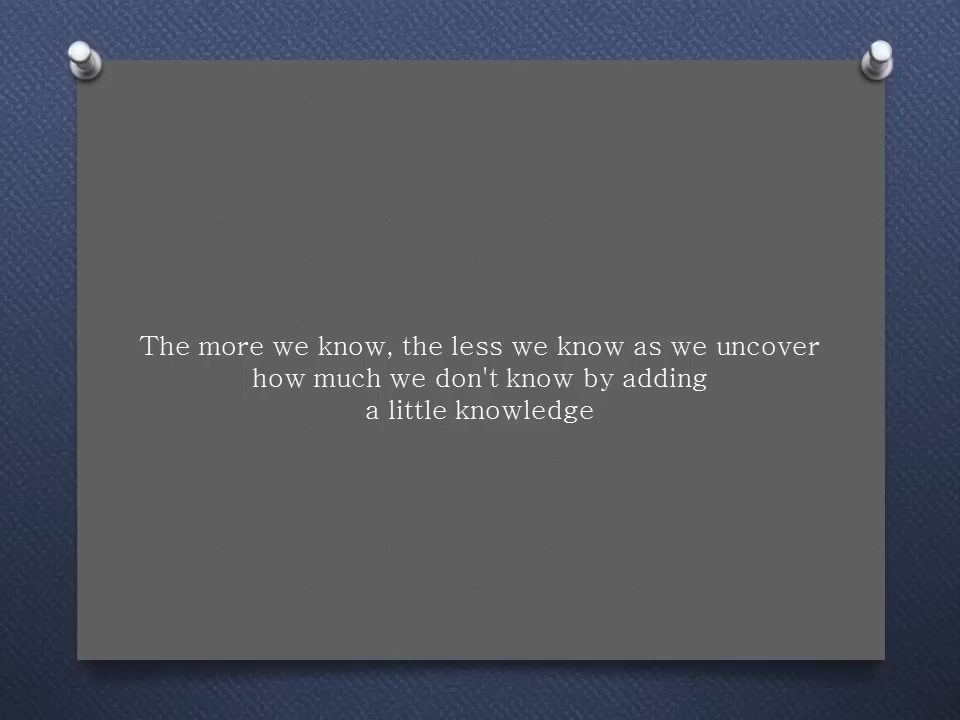 The more we know, the less we know as we uncover
how much we don't know by adding
a little knowledge